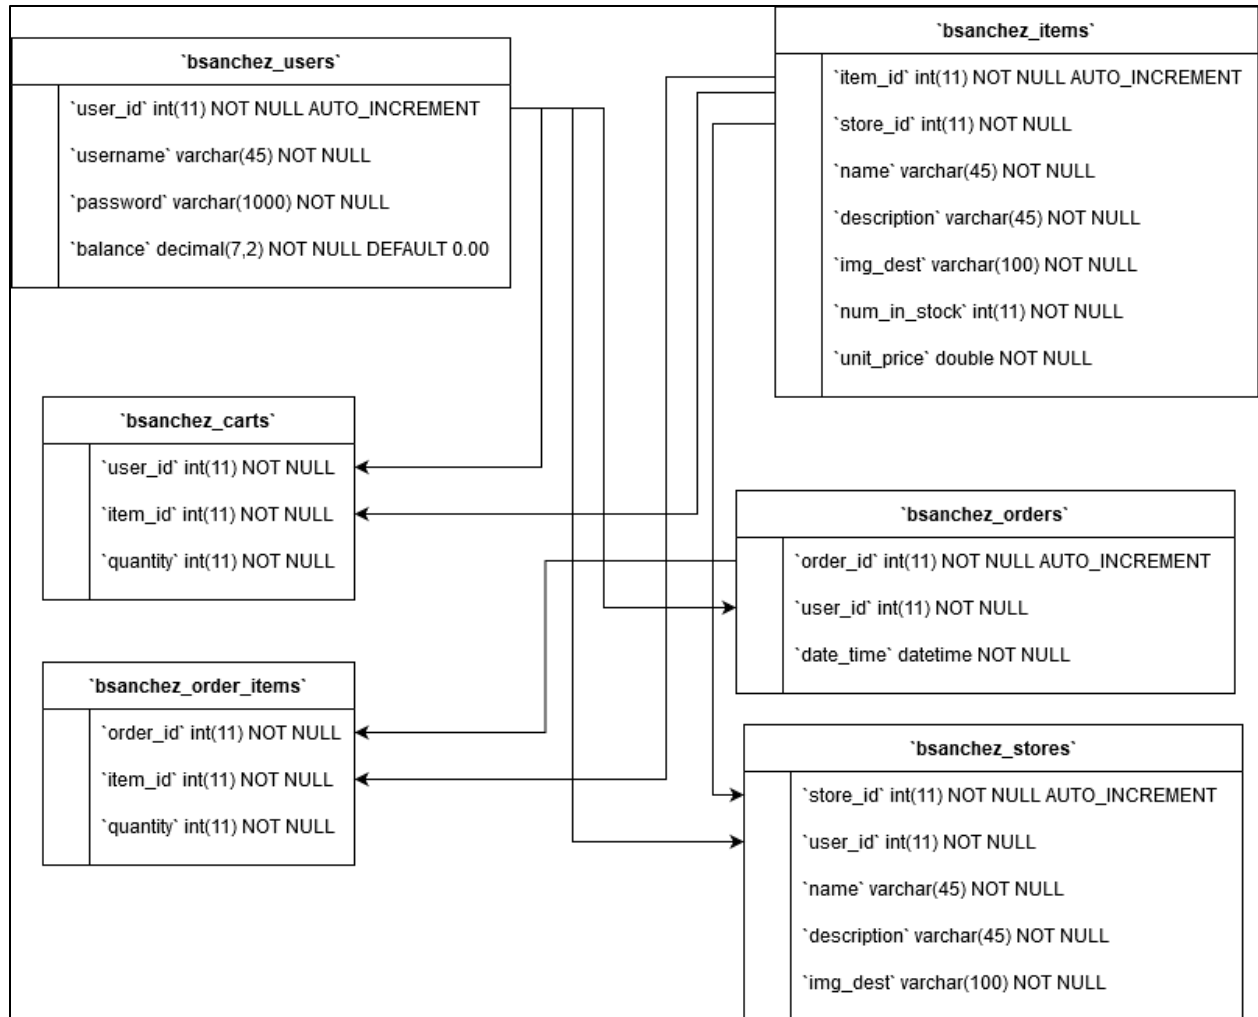 `bsanchez_users`
`user_id` int(11) NOT NULL AUTO_INCREMENT
`username` varchar(45) NOT NULL
`password` varchar(1000) NOT NULL
`balance` decimal(7,2) NOT NULL DEFAULT 0.00
`bsanchez_items`
`item_id` int(11) NOT NULL AUTO_INCREMENT
`store_id` int(11) NOT NULL
`name` varchar(45) NOT NULL
`description` varchar(45) NOT NULL
`img_dest` varchar(100) NOT NULL
`num_in_stock` int(11) NOT NULL
`unit_price` double NOT NULL
`bsanchez_carts`
`user_id` int(11) NOT NULL
`item_id` int(11) NOT NULL
`quantity` int(11) NOT NULL
`bsanchez_orders`
`order_id` int(11) NOT NULL AUTO_INCREMENT
`user_id` int(11) NOT NULL
`date_time` datetime NOT NULL
`bsanchez_order_items`
`order_id` int(11) NOT NULL
`item_id` int(11) NOT NULL
`quantity` int(11) NOT NULL
`bsanchez_stores`
`store_id` int(11) NOT NULL AUTO_INCREMENT
`user_id` int(11) NOT NULL
`name` varchar(45) NOT NULL
`description` varchar(45) NOT NULL
`img_dest` varchar(100) NOT NULL